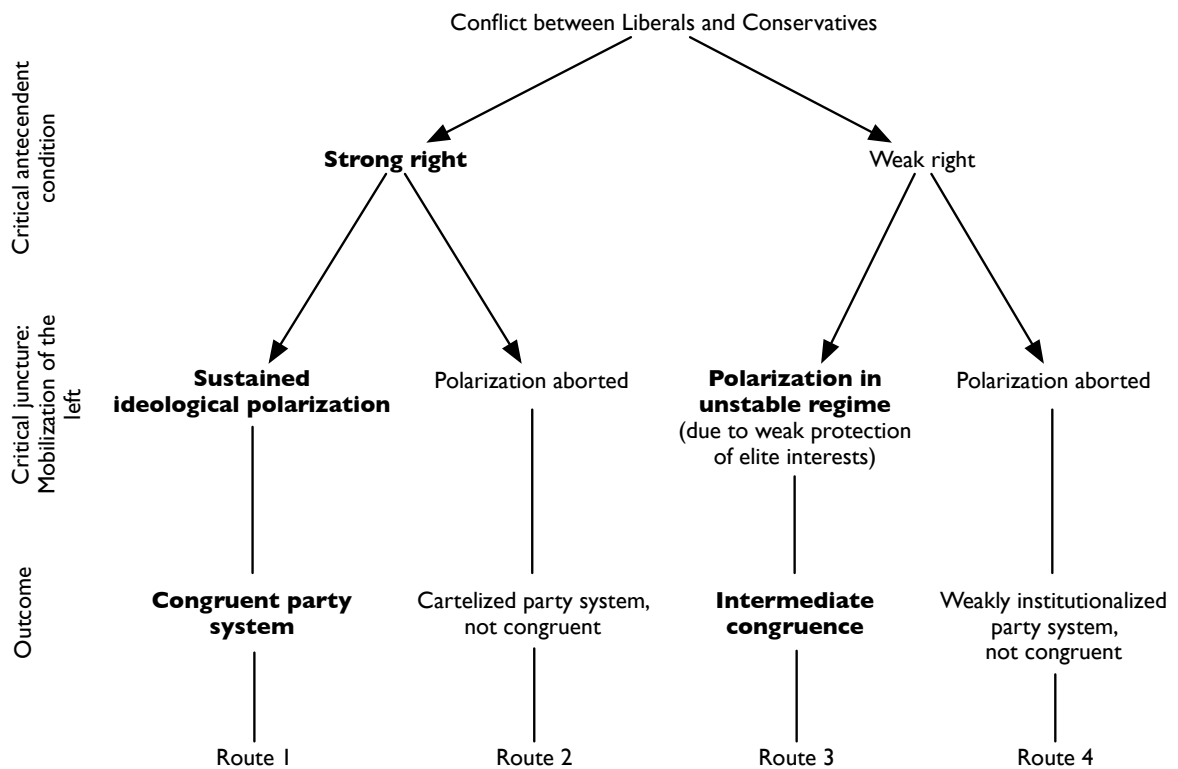 Conflict between Liberals and Conservatives
Critical antecendent
condition
Strong right
Weak right
Critical juncture:
Mobilization of the
left
Sustained
ideological polarization
Polarization aborted
Polarization in
unstable regime
(due to weak protection
of elite interests)
Polarization aborted
Outcome
Congruent party
system
Cartelized party system,
not congruent
Intermediate
congruence
Weakly institutionalized
party system,
not congruent
Route 1
Route 2
Route 3
Route 4